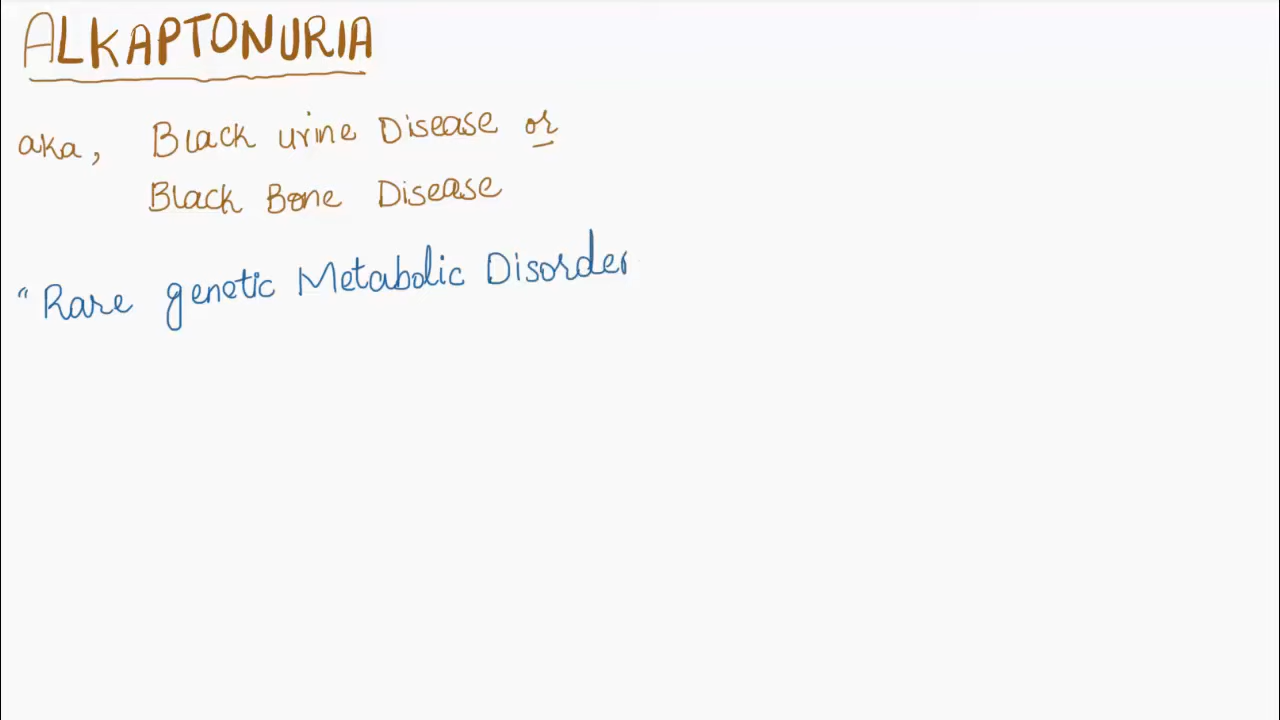 ALKAPTONURIA
aka, Black urine Disease or
Black Bone Disease
“Rare genetic Metabolic Disorder